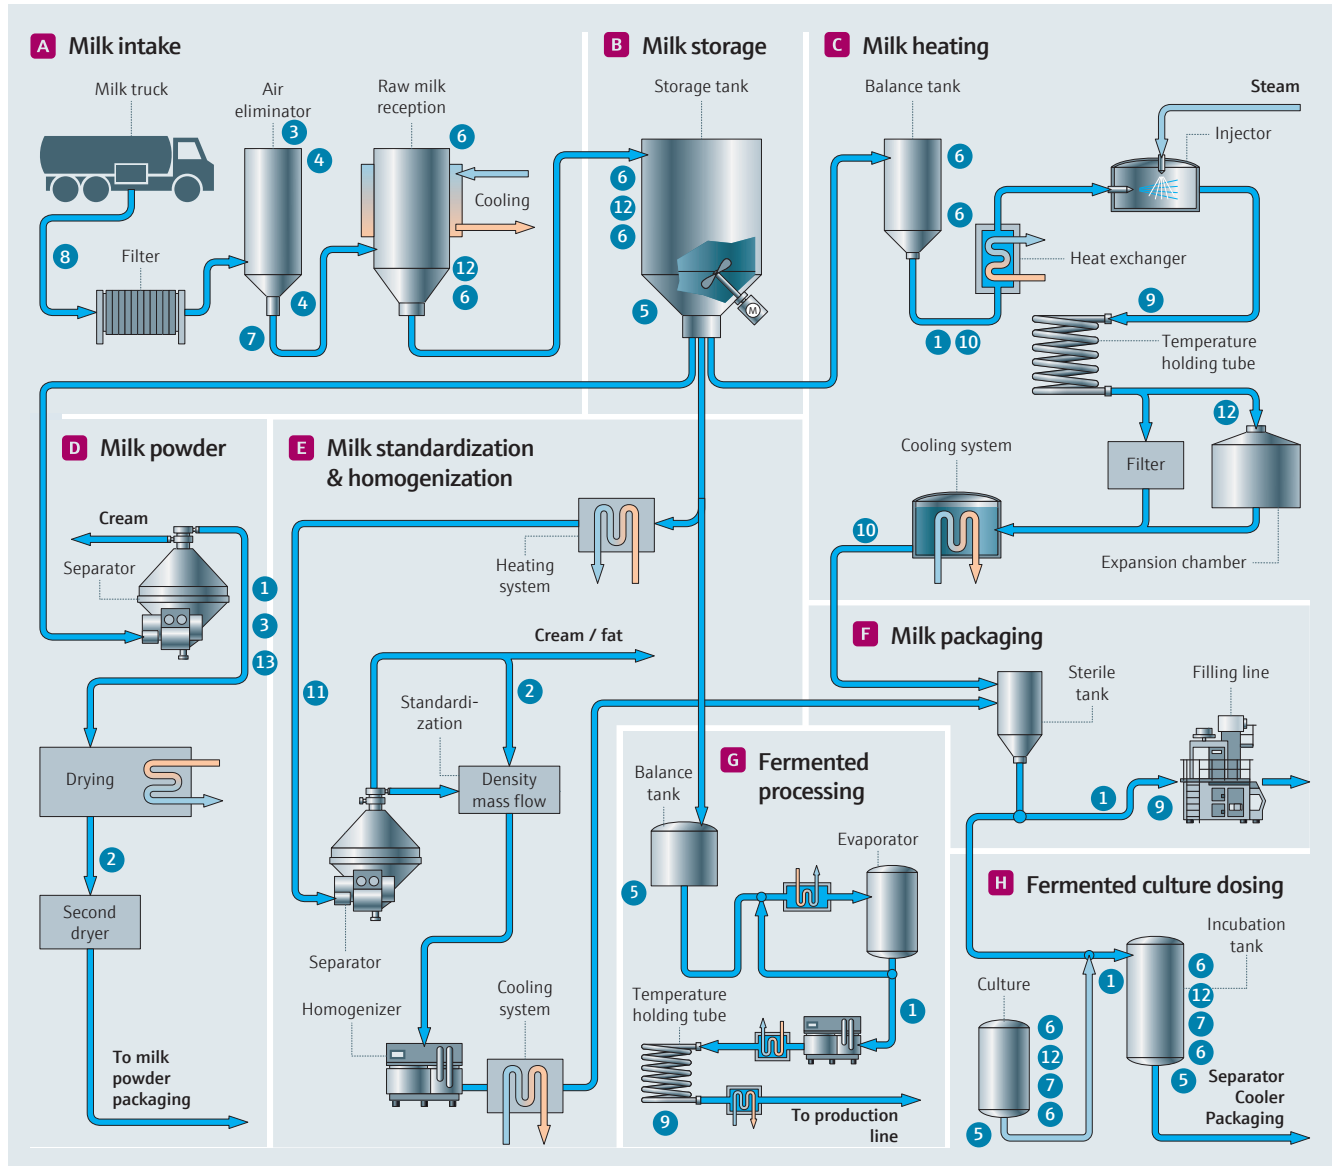 A Milk intake
Milk truck
Air
eliminator
3
4
Raw milk
reception
6
Cooling
8
Filter
4
7
12
6
B Milk storage
Storage tank
6
12
6
5
M
C Milk heating
Balance tank
6
6
Steam
Injector
Heat exchanger
1 10
9
Temperature
holding tube
12
Filter
Cooling system
10
Expansion chamber
D Milk powder
Cream
Separator
1
3
13
Drying
2
Second
dryer
To milk
powder
packaging
E Milk standardization
& homogenization
Heating
system
Cream / fat
11
2
Standardi-
zation
Density
mass flow
Separator
Homogenizer
Cooling
system
F Milk packaging
Sterile
tank
Filling line
1
9
G Fermented
processing
Balance
tank
5
Evaporator
1
Temperature
holding tube
9
To production
line
H Fermented culture dosing
Incubation
tank
1
6
12
7
6
5
Culture
6
12
7
6
5
Separator
Cooler
Packaging